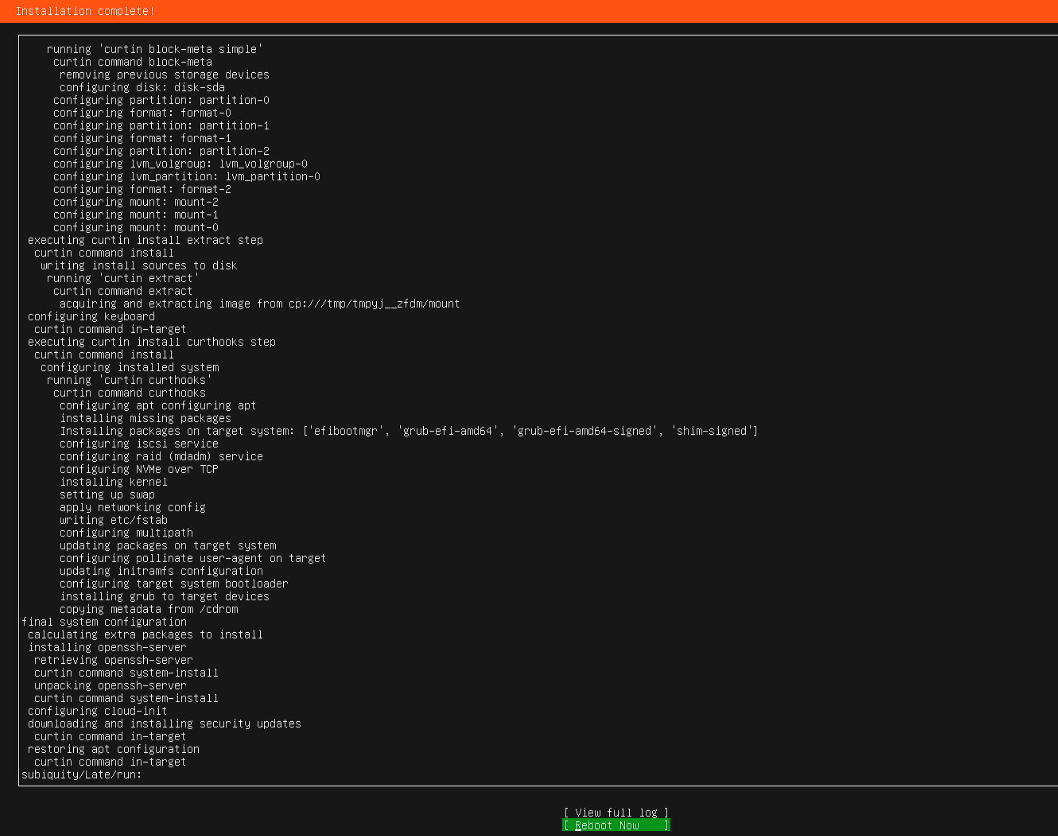 Installation complete!
running 'curtin block-meta simple'
curtin command block-meta
removing previous storage devices
configuring disk: disk-sda
configuring partition: partition-0
configuring format: format-0
configuring partition: partition-1
configuring format: format-1
configuring partition: partition-2
configuring lvm_volgroup: lvm_volgroup-0
configuring lvm_partition: lvm_partition-0
configuring format: format-2
configuring mount: mount-2
configuring mount: mount-1
configuring mount: mount-0
executing curtin install extract step
curtin command install
writing install sources to disk
running 'curtin extract'
curtin command extract
acquiring and extracting image from cp:///tmp/tmpyj__zfdm/mount
configuring keyboard
curtin command in-target
executing curtin install curthooks step
curtin command install
configuring installed system
running 'curtin curthooks'
curtin command curthooks
configuring apt configuring apt
installing missing packages
Installing packages on target system: ['efibootmgr', 'grub-efi-amd64', 'grub-efi-amd64-signed', 'shim-signed']
configuring iscsi service
configuring raid (mdadm) service
configuring NVMe over TCP
installing kernel
setting up swap
apply networking config
writing etc/fstab
configuring multipath
updating packages on target system
configuring pollinate user-agent on target
updating initramfs configuration
configuring target system bootloader
installing grub to target devices
copying metadata from /cdrom
final system configuration
calculating extra packages to install
installing openssh-server
retrieving openssh-server
curtin command system-install
unpacking openssh-server
curtin command system-install
configuring cloud-init
downloading and installing security updates
curtin command in-target
restoring apt configuration
curtin command in-target
subiquity/Late/run:
[ View full log ]
[ Reboot Now ]